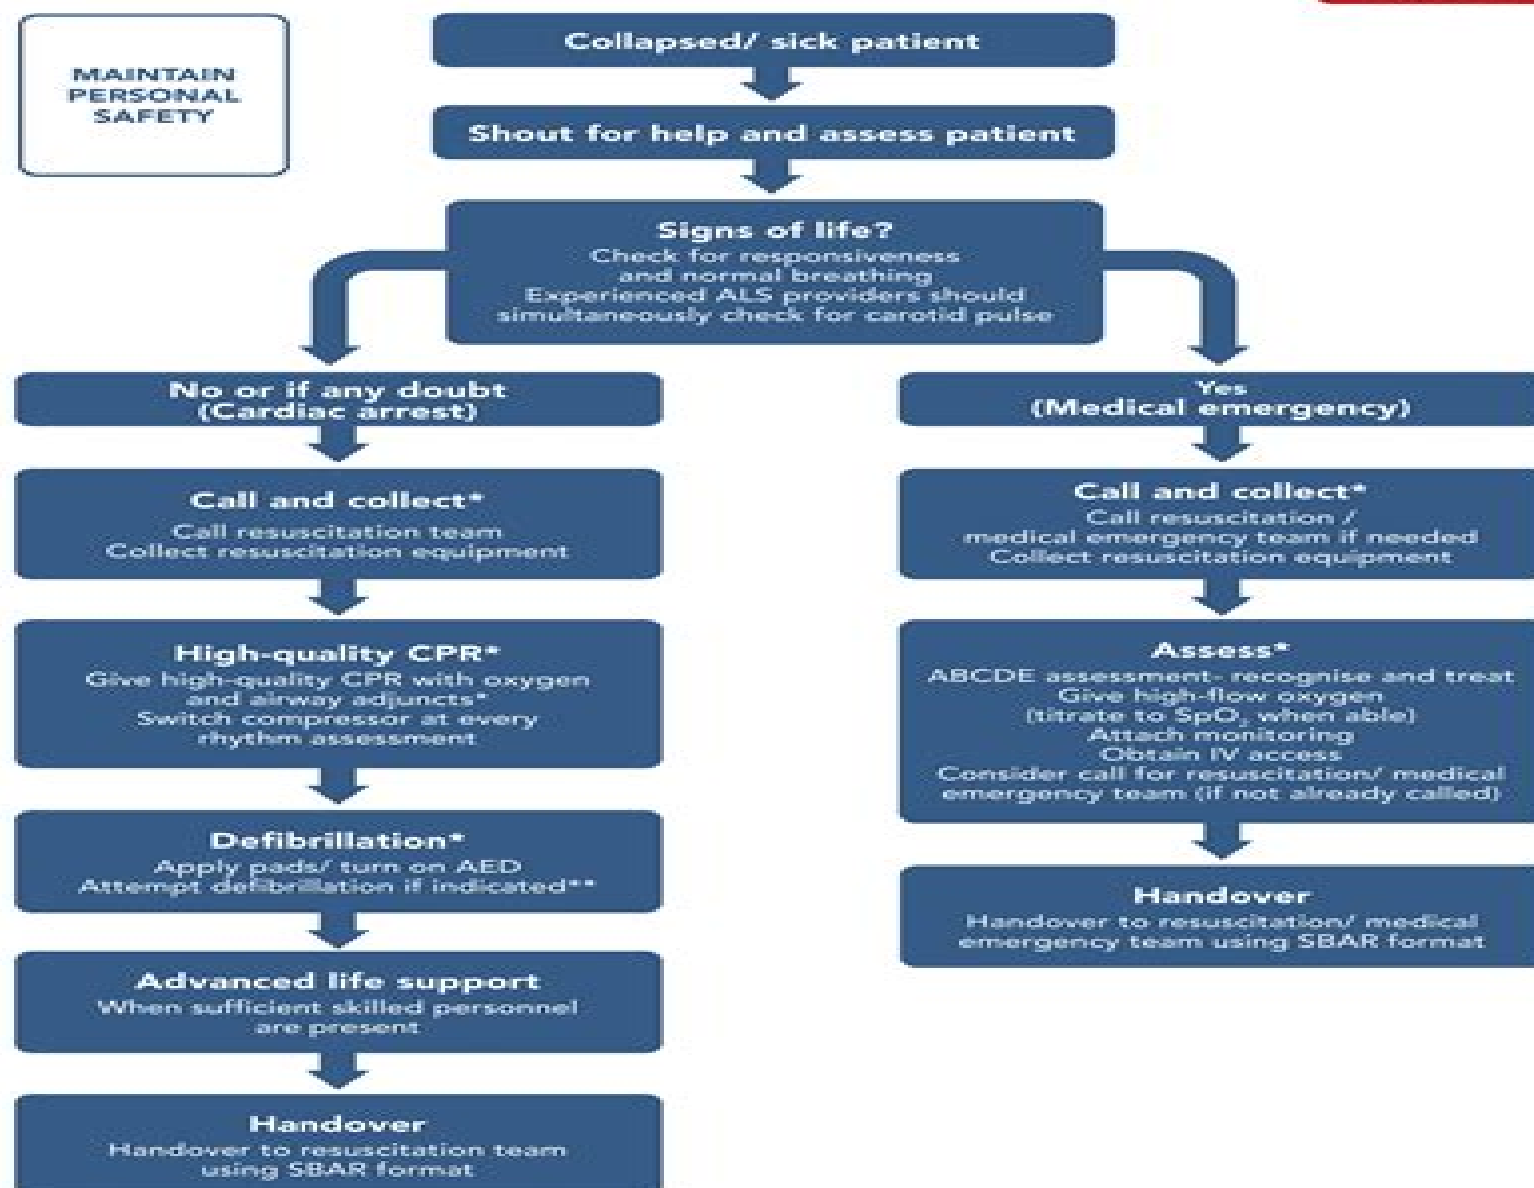 MAINTAIN
PERSONAL
SAFETY
Collapsed/ sick patient
Shout for help and assess patient
Signs of life?
Check for responsiveness
and normal breathing
Experienced ALS providers should
simultaneously check for carotid pulse
No or if any doubt
(Cardiac arrest)
Call and collect*
Call resuscitation team
Collect resuscitation equipment
High-quality CPR*
Give high-quality CPR with oxygen
and airway adjuncts*
Switch compressor at every
rhythm assessment
Defibrillation*
Apply pads/ turn on AED
Attempt defibrillation if indicated**
Advanced life support
When sufficient skilled personnel
are present
Handover
Handover to resuscitation team
using SBAR format
Yes
(Medical emergency)
Call and collect*
Call resuscitation /
medical emergency team if needed
Collect resuscitation equipment
Assess*
ABCDE assessment- recognise and treat
Give high-flow oxygen
(titrate to SpO₂ when able)
Attach monitoring
Obtain IV access
Consider call for resuscitation/ medical
emergency team (if not already called)
Handover
Handover to resuscitation/ medical
emergency team using SBAR format